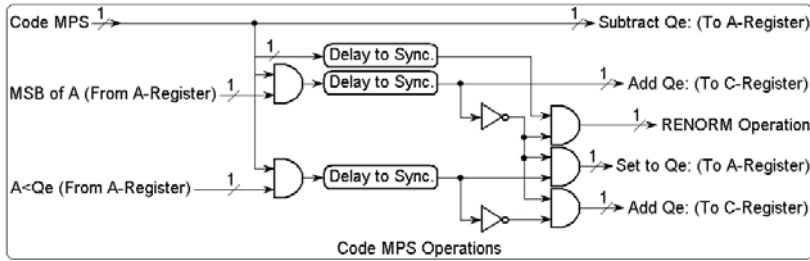 Code MPS 1 1 Subtract Qe: (To A-Register)
1 Delay to Sync.
MSB of A (From A-Register) 1 Delay to Sync. 1 Add Qe: (To C-Register)
1 RENORM Operation
A<Qe (From A-Register) 1 Delay to Sync. 1 Set to Qe: (To A-Register)
1 Add Qe: (To C-Register)
Code MPS Operations